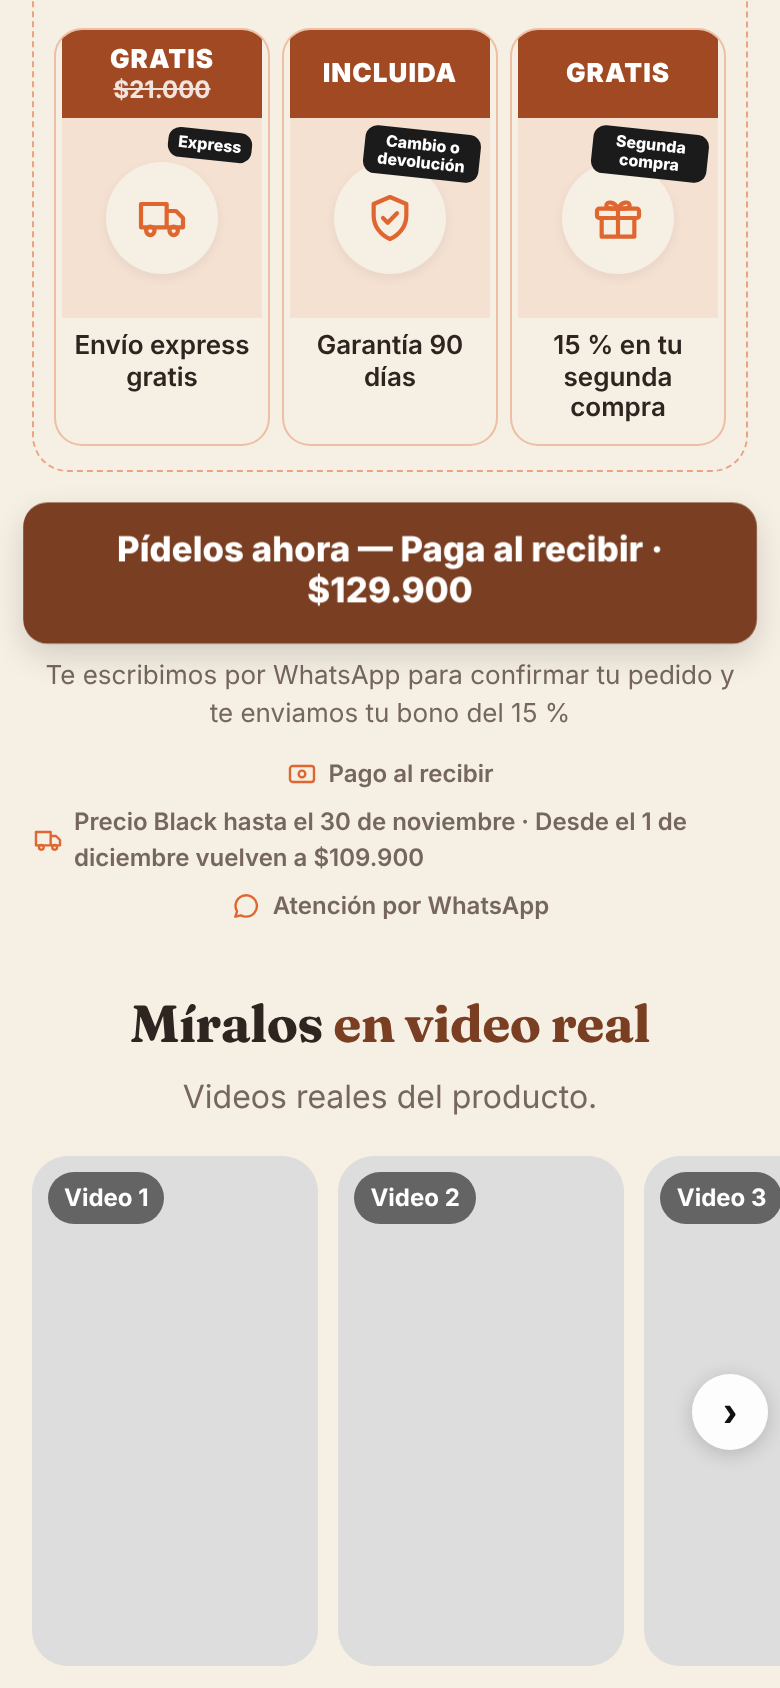 GRATIS
$21.000
Express
Envío express
gratis
INCLUIDA
Cambio o
devolución
Garantía 90
días
GRATIS
Segunda
compra
15 % en tu
segunda
compra
Pídelos ahora — Paga al recibir ·
$129.900
Te escribimos por WhatsApp para confirmar tu pedido y
te enviamos tu bono del 15 %
Pago al recibir
Precio Black hasta el 30 de noviembre · Desde el 1 de
diciembre vuelven a $109.900
Atención por WhatsApp
Míralos en video real
Videos reales del producto.
Video 1
Video 2
Video 3